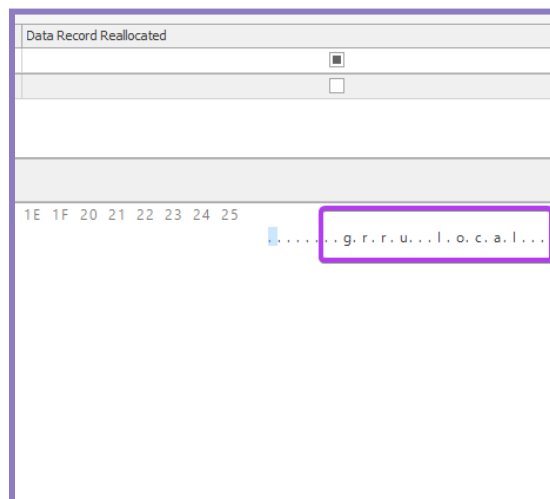 Data Record Reallocated
1E 1F 20 21 22 23 24 25
. . . . . . . . g . r . r . u . . . l . o . c . a . l . . .